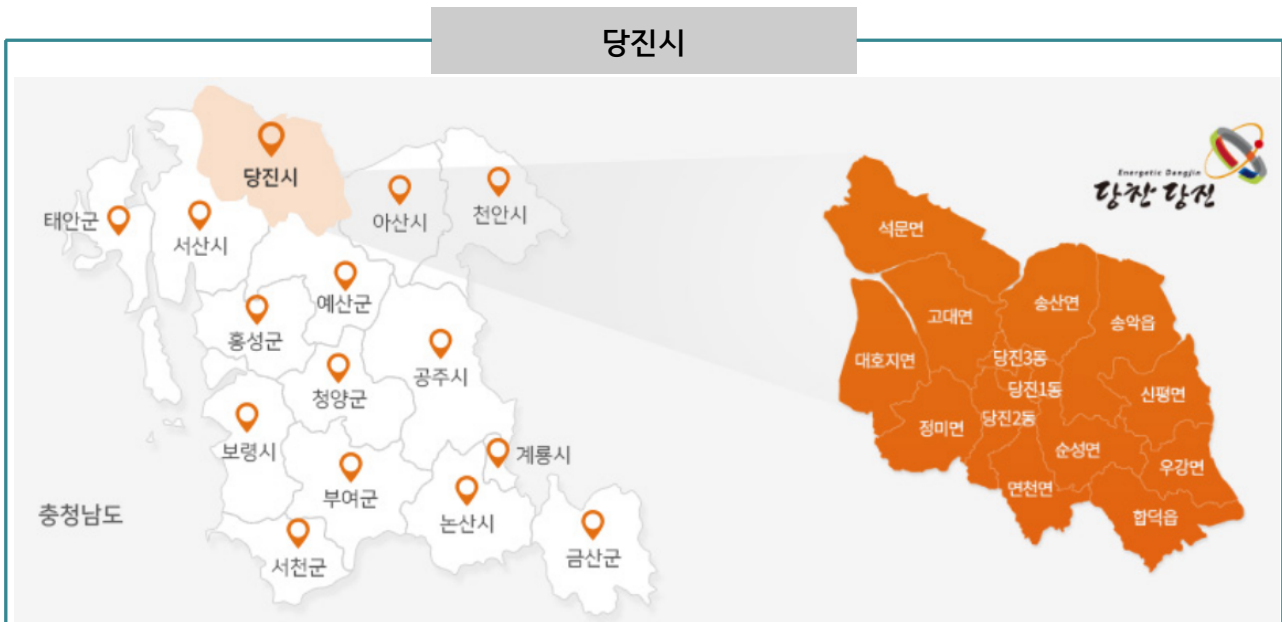 당진시
당진시
태안군
서산시
아산시
천안시
예산군
홍성군
청양군
공주시
보령시
계룡시
부여군
논산시
충청남도
서천군
금산군
Energetic Dangjin
당찬 당진
석문면
고대면
송산면
송악읍
대호지면
당진3동
당진1동
신평면
정미면
당진2동
순성면
우강면
면천면
합덕읍